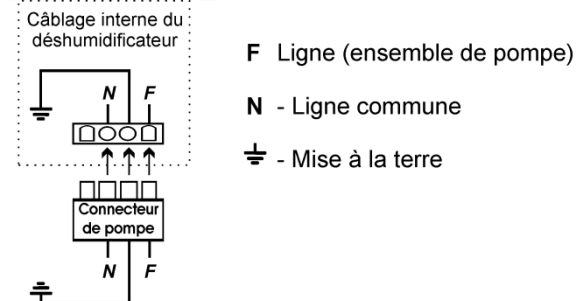 Câblage interne du
déshumidificateur
N F
Connecteur
de pompe
N F
F Ligne (ensemble de pompe)
N - Ligne commune
- Mise à la terre